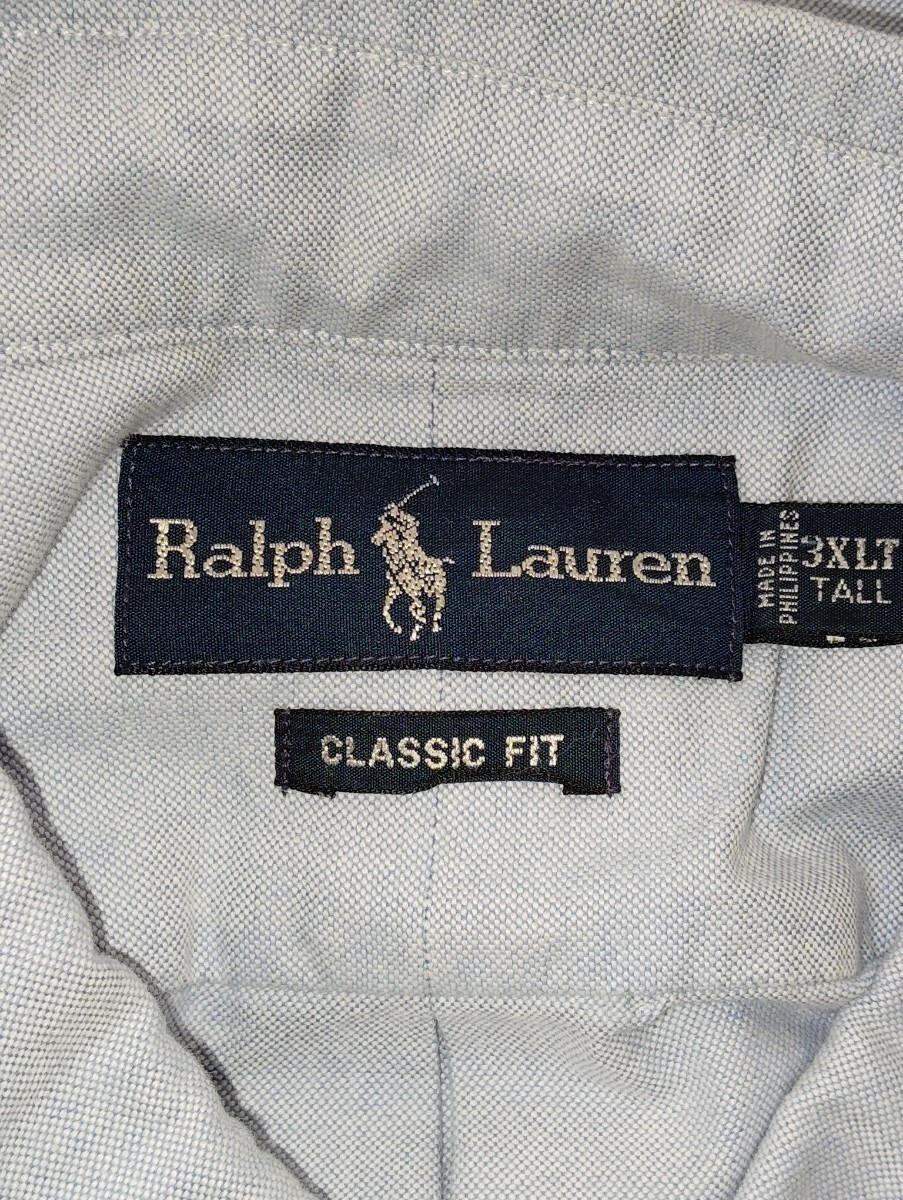 Ralph Lauren
MADE IN
PHILIPPINES
3XLT
TALL
CLASSIC FIT